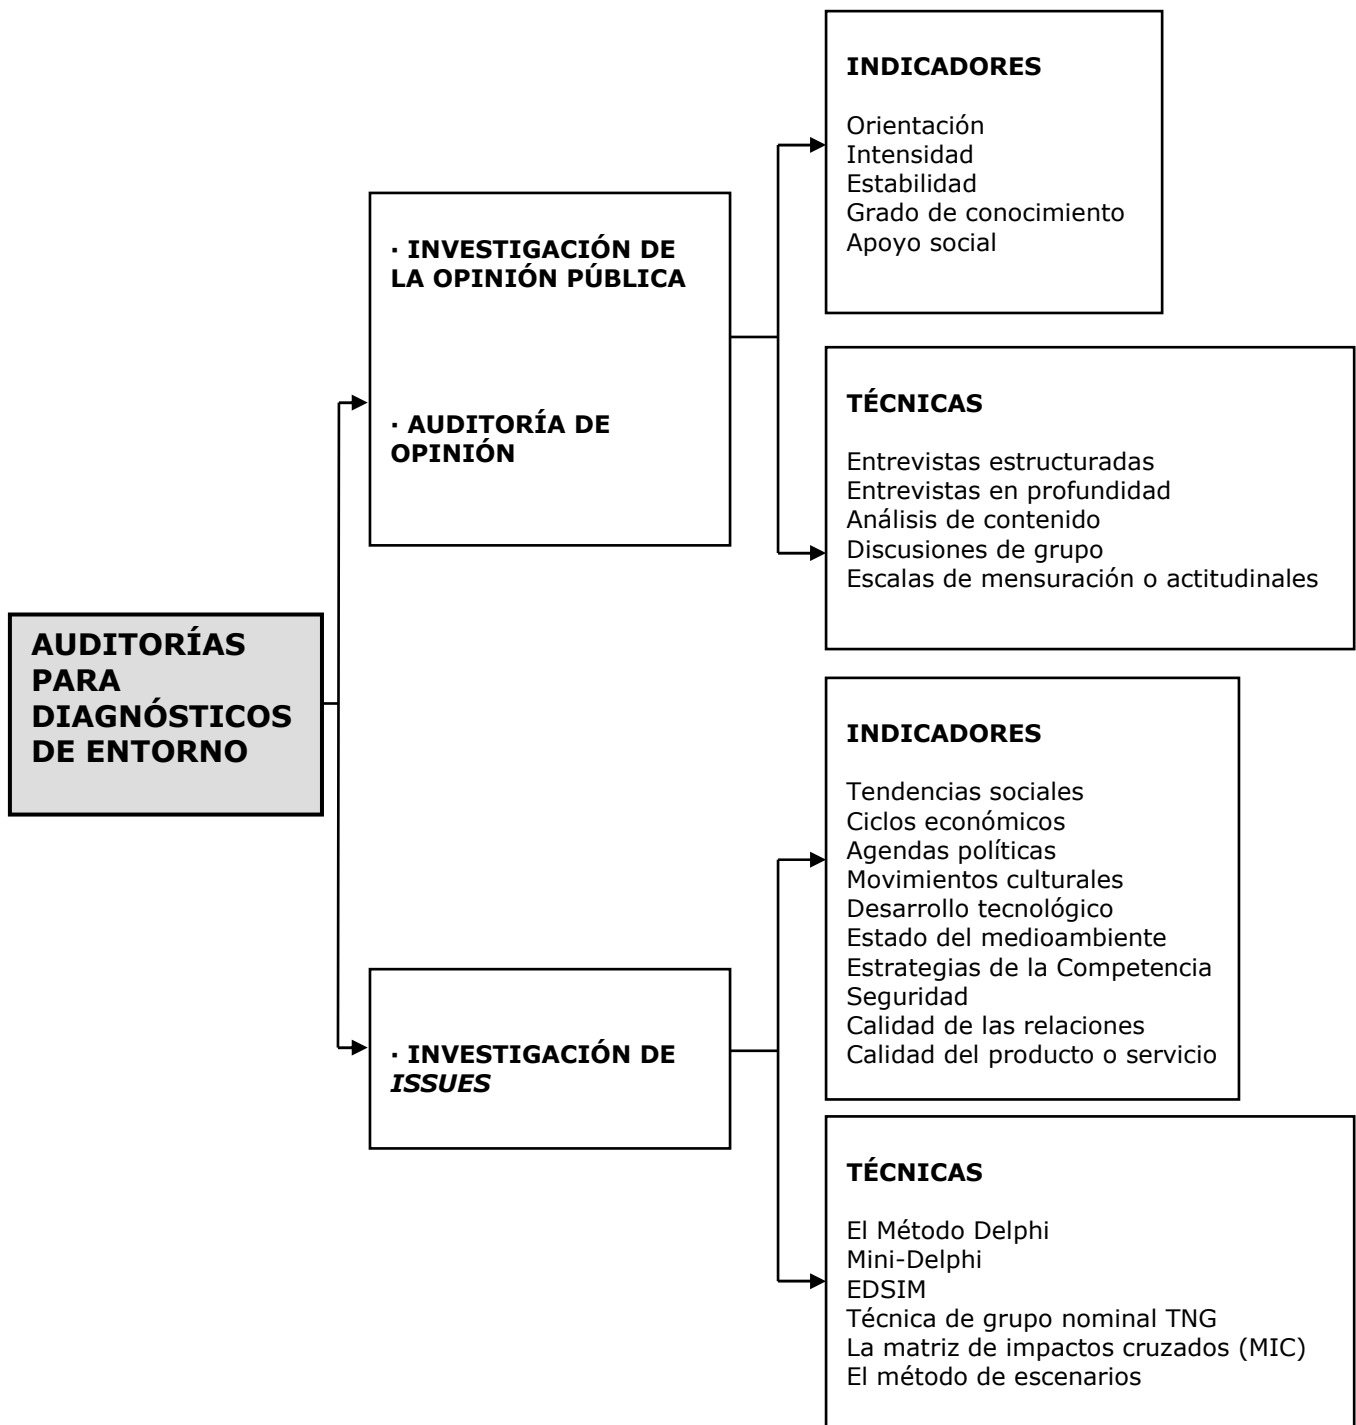 AUDITORÍAS
PARA
DIAGNÓSTICOS
DE ENTORNO
· INVESTIGACIÓN DE
LA OPINIÓN PÚBLICA
· AUDITORÍA DE
OPINIÓN
INDICADORES
Orientación
Intensidad
Estabilidad
Grado de conocimiento
Apoyo social
TÉCNICAS
Entrevistas estructuradas
Entrevistas en profundidad
Análisis de contenido
Discusiones de grupo
Escalas de mensuración o actitudinales
· INVESTIGACIÓN DE
ISSUES
INDICADORES
Tendencias sociales
Ciclos económicos
Agendas políticas
Movimientos culturales
Desarrollo tecnológico
Estado del medioambiente
Estrategias de la Competencia
Seguridad
Calidad de las relaciones
Calidad del producto o servicio
TÉCNICAS
El Método Delphi
Mini-Delphi
EDSIM
Técnica de grupo nominal TNG
La matriz de impactos cruzados (MIC)
El método de escenarios